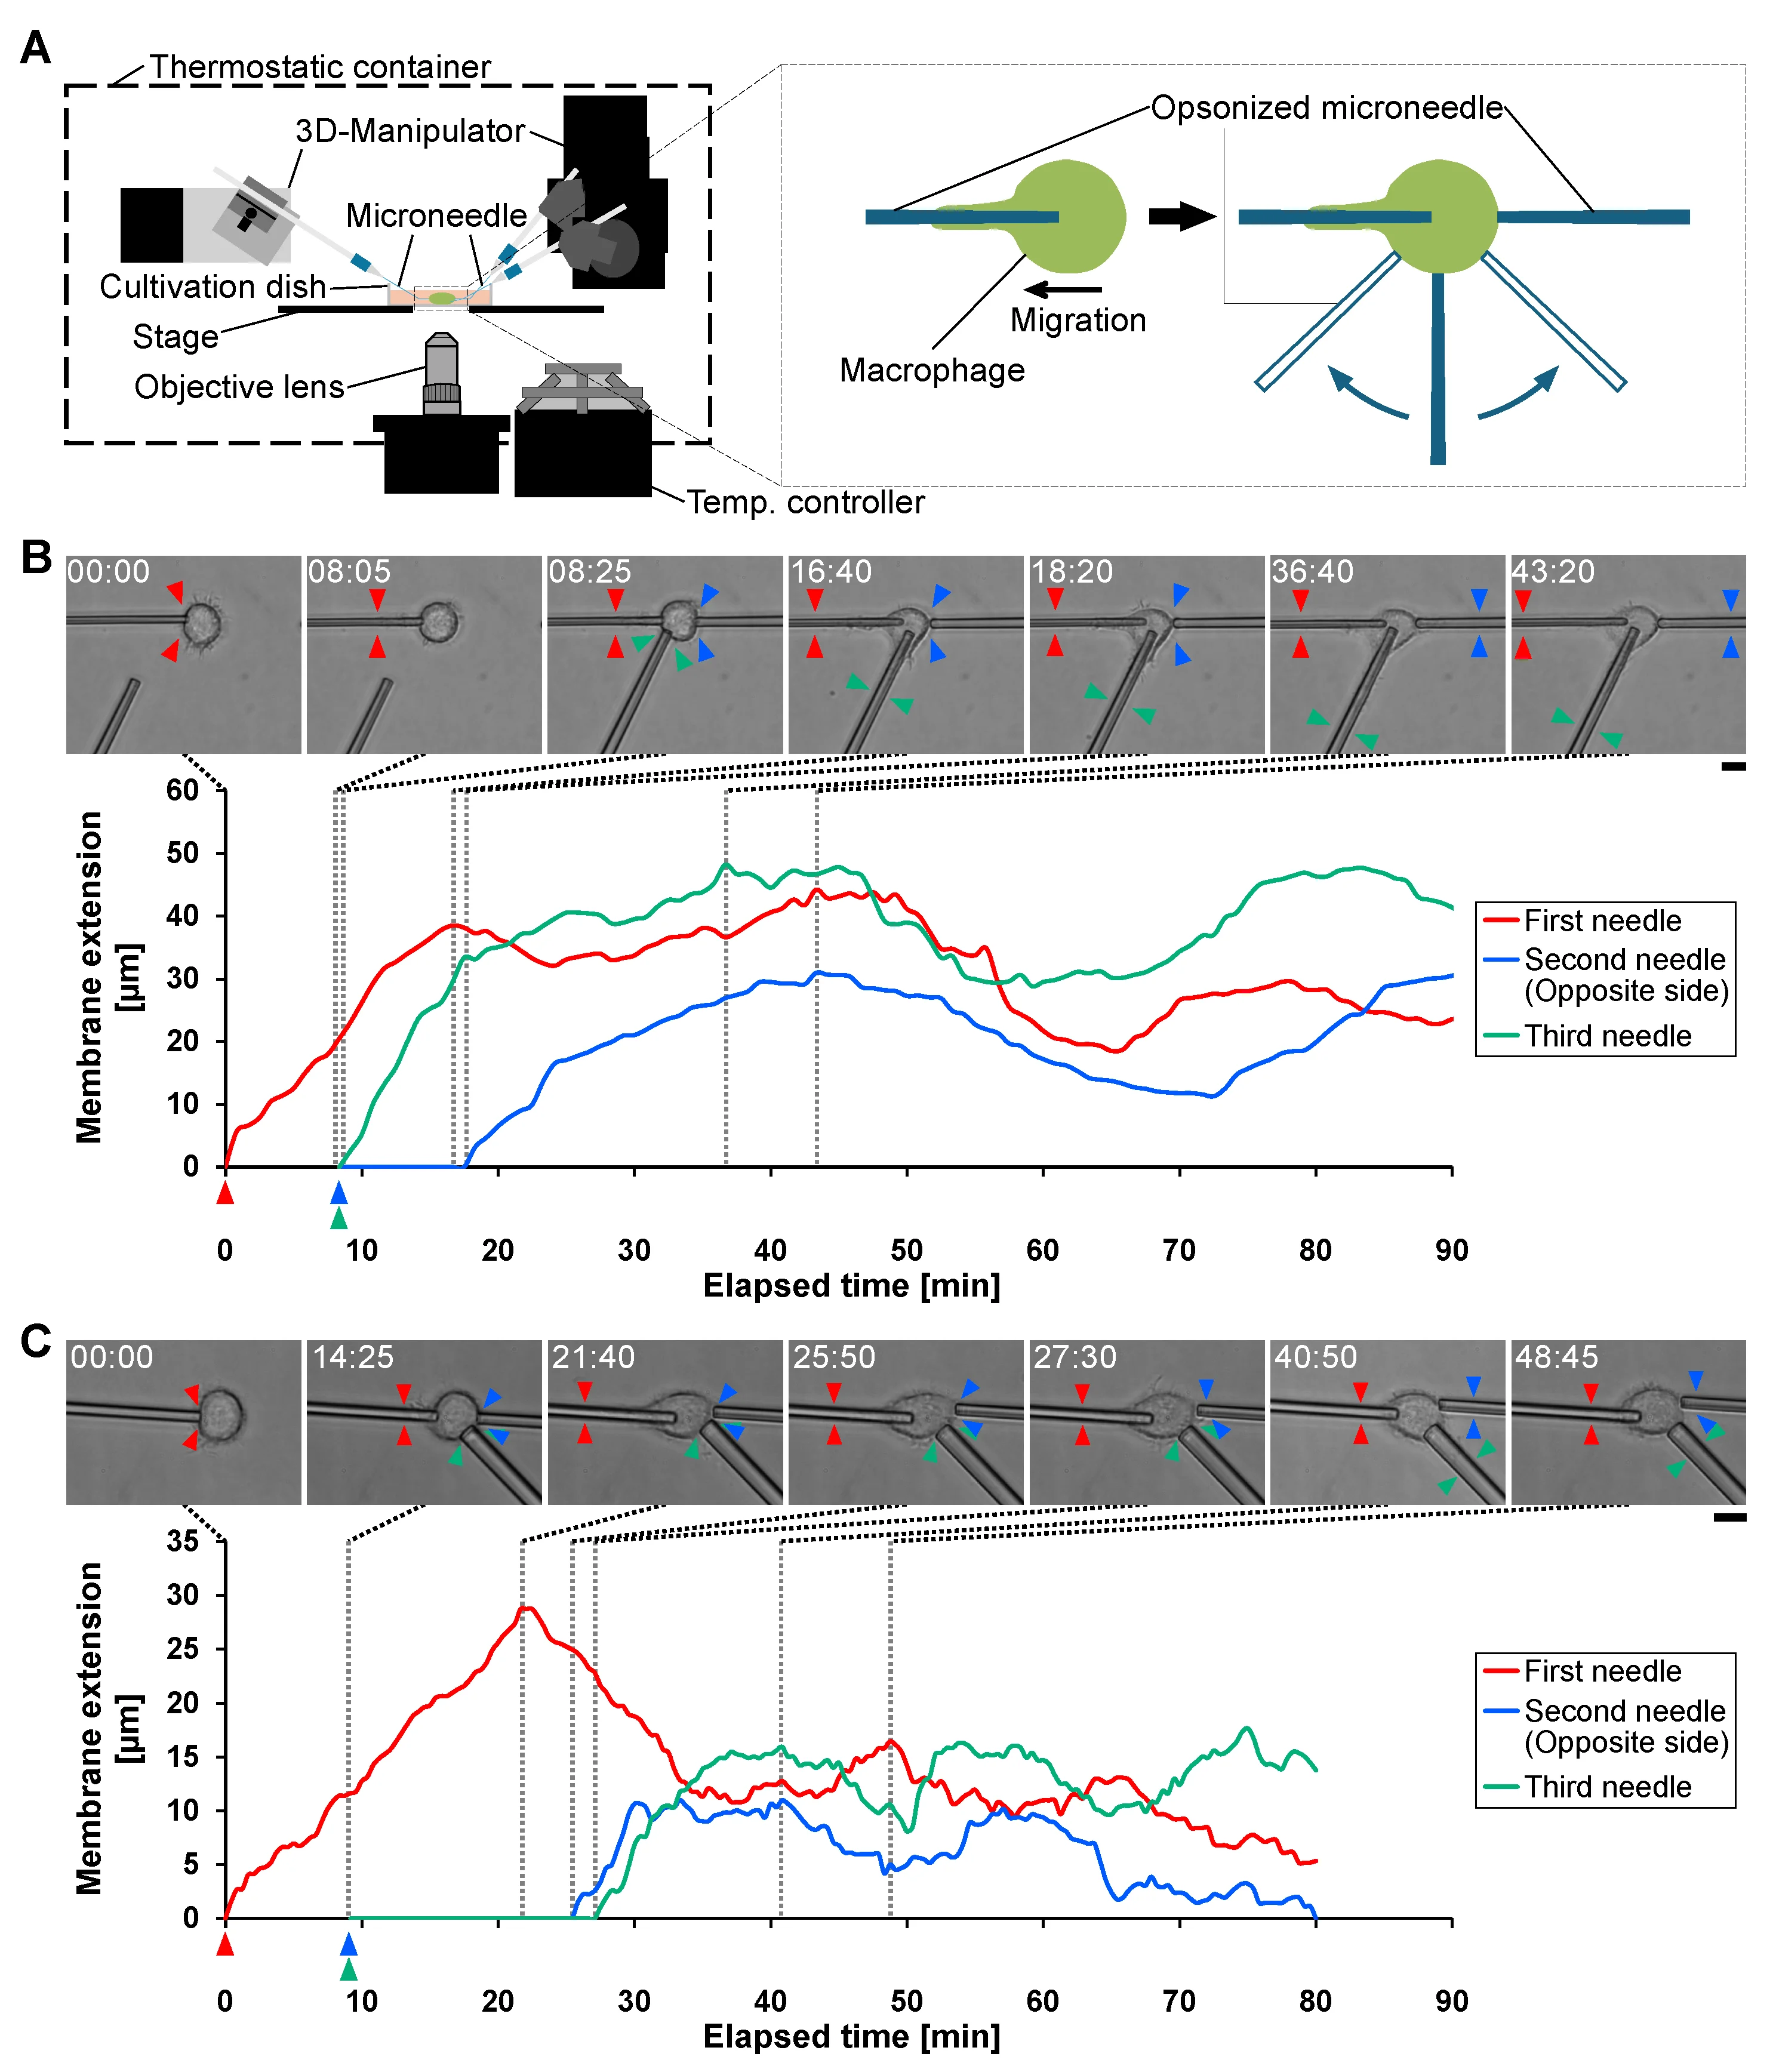 A
Thermostatic container
3D-Manipulator
Microneedle
Cultivation dish
Stage
Objective lens
Temp. controller
Opsonized microneedle
Migration
Macrophage
B
00:00 08:05 08:25 16:40 18:20 36:40 43:20
Membrane extension
[µm]
60
50
40
30
20
10
0
First needle
Second needle
(Opposite side)
Third needle
0 10 20 30 40 50 60 70 80 90
Elapsed time [min]
C
00:00 14:25 21:40 25:50 27:30 40:50 48:45
Membrane extension
[µm]
35
30
25
20
15
10
5
0
First needle
Second needle
(Opposite side)
Third needle
0 10 20 30 40 50 60 70 80 90
Elapsed time [min]